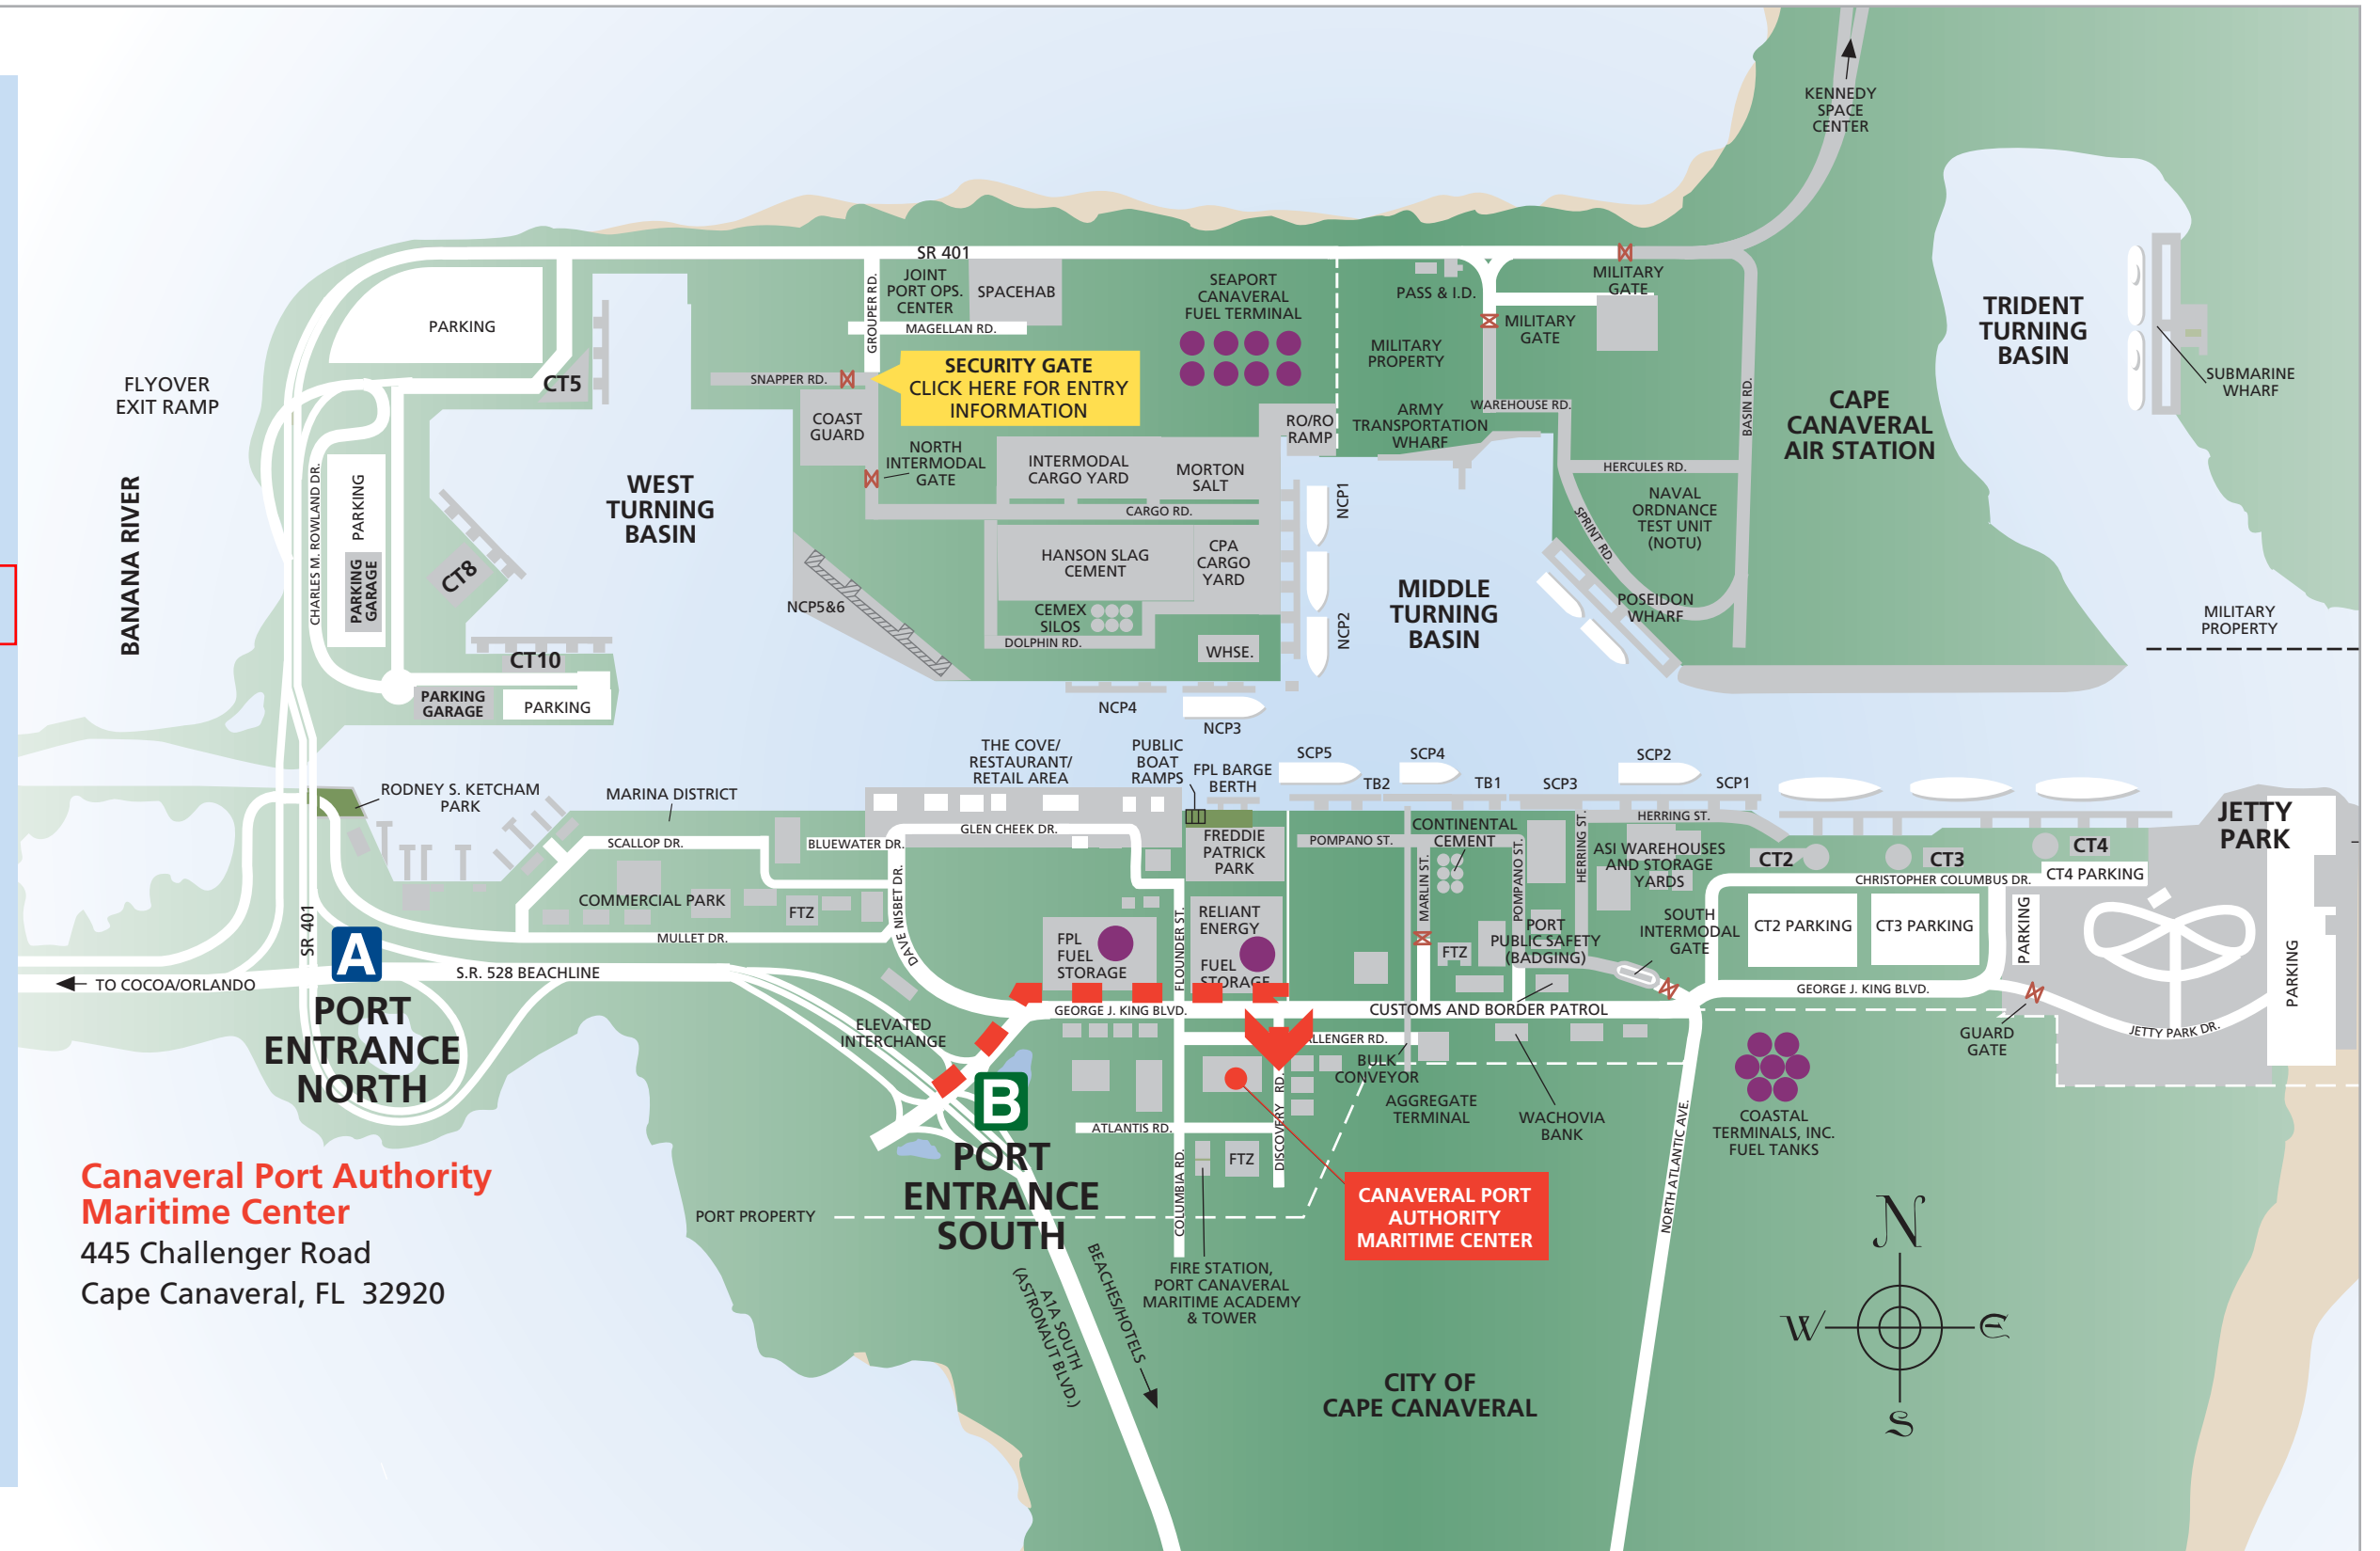 KENNEDY
SPACE
CENTER
SR 401
JOINT
PORT OPS.
CENTER
SPACEHAB
GROUPER RD.
MAGELLAN RD.
SEAPORT
CANAVERAL
FUEL TERMINAL
PASS & I.D.
MILITARY
GATE
MILITARY
GATE
MILITARY
PROPERTY
TRIDENT
TURNING
BASIN
SUBMARINE
WHARF
PARKING
FLYOVER
EXIT RAMP
CT5
SNAPPER RD.
SECURITY GATE
CLICK HERE FOR ENTRY
INFORMATION
COAST
GUARD
NORTH
INTERMODAL
GATE
RO/RO
RAMP
ARMY
TRANSPORTATION
WHARF
WAREHOUSE RD.
BASIN RD.
CAPE
CANAVERAL
AIR STATION
BANANA RIVER
CHARLES M. ROWLAND DR.
PARKING
PARKING
GARAGE
CT8
WEST
TURNING
BASIN
INTERMODAL
CARGO YARD
MORTON
SALT
CARGO RD.
HANSON SLAG
CEMENT
CPA
CARGO
YARD
NCP1
HERCULES RD.
NAVAL
ORDNANCE
TEST UNIT
(NOTU)
SPRINT RD.
NCP5&6
CEMEX
SILOS
DOLPHIN RD.
WHSE.
NCP2
MIDDLE
TURNING
BASIN
POSEIDON
WHARF
MILITARY
PROPERTY
CT10
PARKING
GARAGE
PARKING
NCP4
NCP3
RODNEY S. KETCHAM
PARK
MARINA DISTRICT
THE COVE/
RESTAURANT/
RETAIL AREA
PUBLIC
BOAT
RAMPS
FPL BARGE
BERTH
SCP5
TB2
SCP4
TB1
SCP3
SCP2
SCP1
SCALLOP DR.
BLUEWATER DR.
GLEN CHEEK DR.
FREDDIE
PATRICK
PARK
POMPANO ST.
CONTINENTAL
CEMENT
HERRING ST.
HERRING ST.
ASI WAREHOUSES
AND STORAGE
YARDS
CT2
CT3
CT4
JETTY
PARK
CT4 PARKING
CHRISTOPHER COLUMBUS DR.
COMMERCIAL PARK
FTZ
MULLET DR.
DAVE NISBET DR.
FPL
FUEL
STORAGE
FLOUNDER ST.
RELIANT
ENERGY
FUEL
STORAGE
MARLIN ST.
POMPANO ST.
FTZ
PORT
PUBLIC SAFETY
(BADGING)
SOUTH
INTERMODAL
GATE
CT2 PARKING
CT3 PARKING
PARKING
PARKING
SR 401
A
TO COCOA/ORLANDO
S.R. 528 BEACHLINE
PORT
ENTRANCE
NORTH
ELEVATED
INTERCHANGE
GEORGE J. KING BLVD.
CUSTOMS AND BORDER PATROL
GEORGE J. KING BLVD.
GUARD
GATE
JETTY PARK DR.
ALLENGER RD.
BULK
CONVEYOR
AGGREGATE
TERMINAL
WACHOVIA
BANK
COASTAL
TERMINALS, INC.
FUEL TANKS
B
PORT
ENTRANCE
SOUTH
ATLANTIS RD.
COLUMBIA RD.
FTZ
DISCOVERY RD.
NORTH ATLANTIC AVE.
Canaveral Port Authority
Maritime Center
445 Challenger Road
Cape Canaveral, FL 32920
PORT PROPERTY
CANAVERAL PORT
AUTHORITY
MARITIME CENTER
FIRE STATION,
PORT CANAVERAL
MARITIME ACADEMY
& TOWER
BEACHES/HOTELS
A1A SOUTH
(ASTRONAUT BLVD.)
CITY OF
CAPE CANAVERAL
N
W
E
S